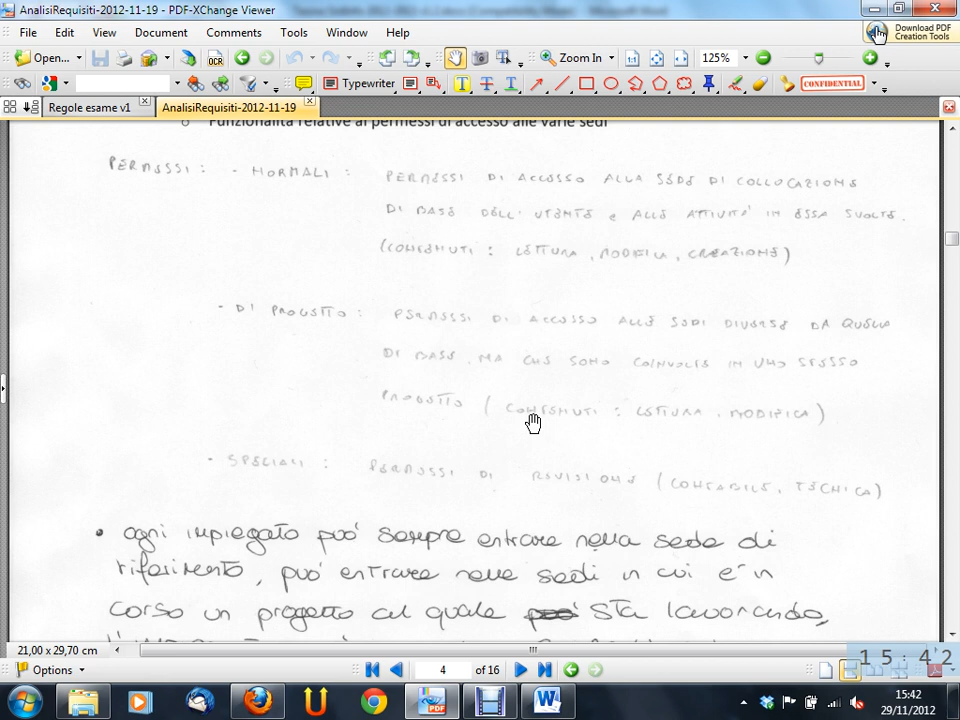 AnalisiRequisiti-2012-11-19 - PDF-XChange Viewer
File Edit View Document Comments Tools Window Help
Download PDF Creation Tools
Open... OCR Zoom In 125%
Typewriter CONFIDENTIAL
Regole esame v1 AnalisiRequisiti-2012-11-19
o Funzionalità relative ai permessi di accesso alle varie sedi
PERMESSI : - NORMALI : PERMESSI DI ACCESSO ALLA SEDE DI COLLOCAZIONE
DI BASE DELL' UTENTE e ALLE ATTIVITÀ IN ESSA SVOLTE.
(CONTENUTI : LETTURA, MODIFICA, CREAZIONE)
- DI PROGETTO : PERMESSI DI ACCESSO ALLE SEDI DIVERSE DA QUELLA
DI BASE, MA CHE SONO COINVOLTE IN UNO STESSO
PROGETTO (CONTENUTI : LETTURA, MODIFICA)
- SPECIALI : PERMESSI DI REVISIONE (CONTABILE, TECNICA)
• ogni impiegato può sempre entrare nella sede di
riferimento, può entrare nelle sedi in cui è in
corso un progetto al quale sta lavorando,
21,00 x 29,70 cm
15:42
Options 4 of 16
15:42
29/11/2012